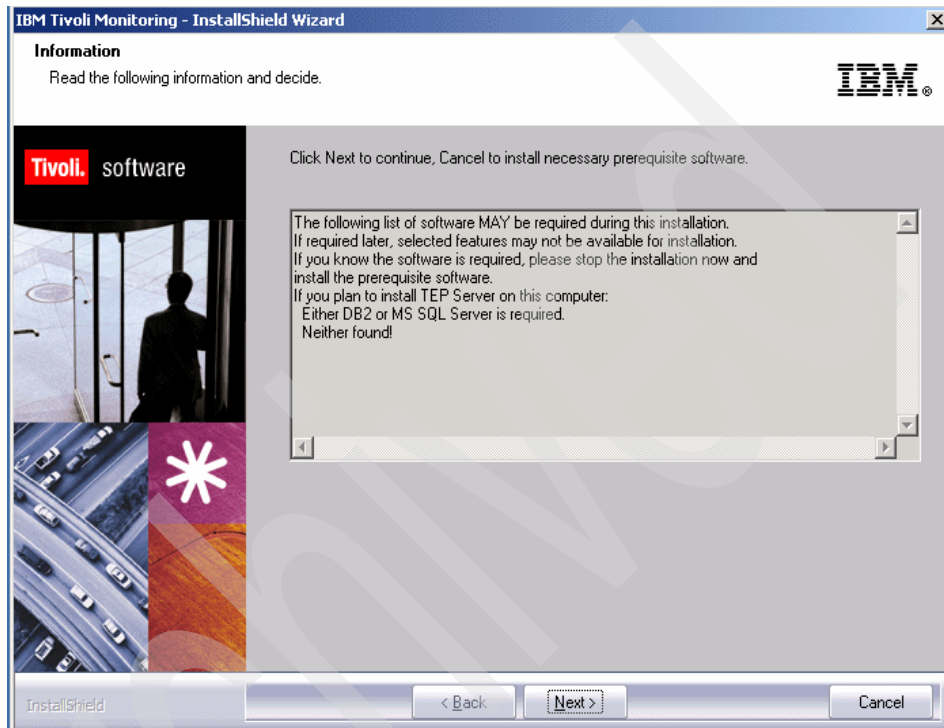 IBM Tivoli Monitoring - InstallShield Wizard
Information
Read the following information and decide.
IBM®
Tivoli. software
Click Next to continue, Cancel to install necessary prerequisite software.
The following list of software MAY be required during this installation.
If required later, selected features may not be available for installation.
If you know the software is required, please stop the installation now and
install the prerequisite software.
If you plan to install TEP Server on this computer:
Either DB2 or MS SQL Server is required.
Neither found!
InstallShield
< Back
Next >
Cancel